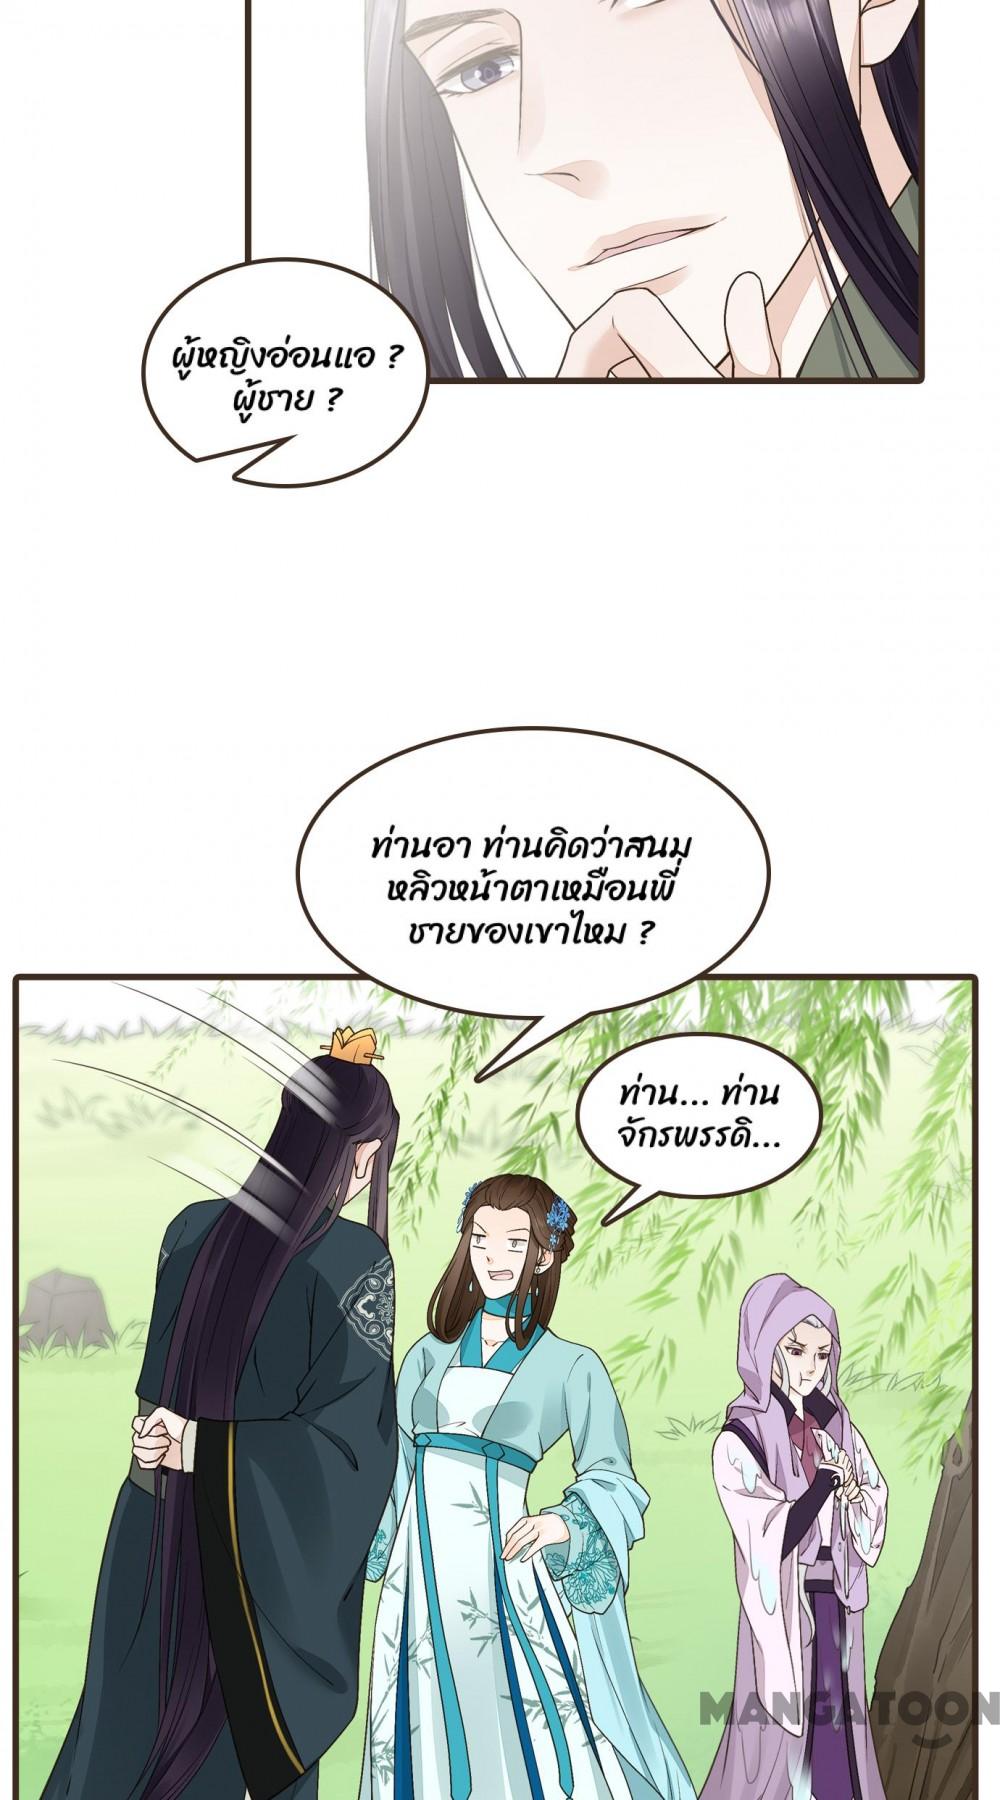 ผู้หญิงอ่อนแอ ?
ผู้ชาย ?
ท่านอา ท่านคิดว่าสนม
หลิวหน้าตาเหมือนพี่
ชายของเขาไหม ?
ท่าน... ท่าน
จักรพรรดิ...
MANGATOON